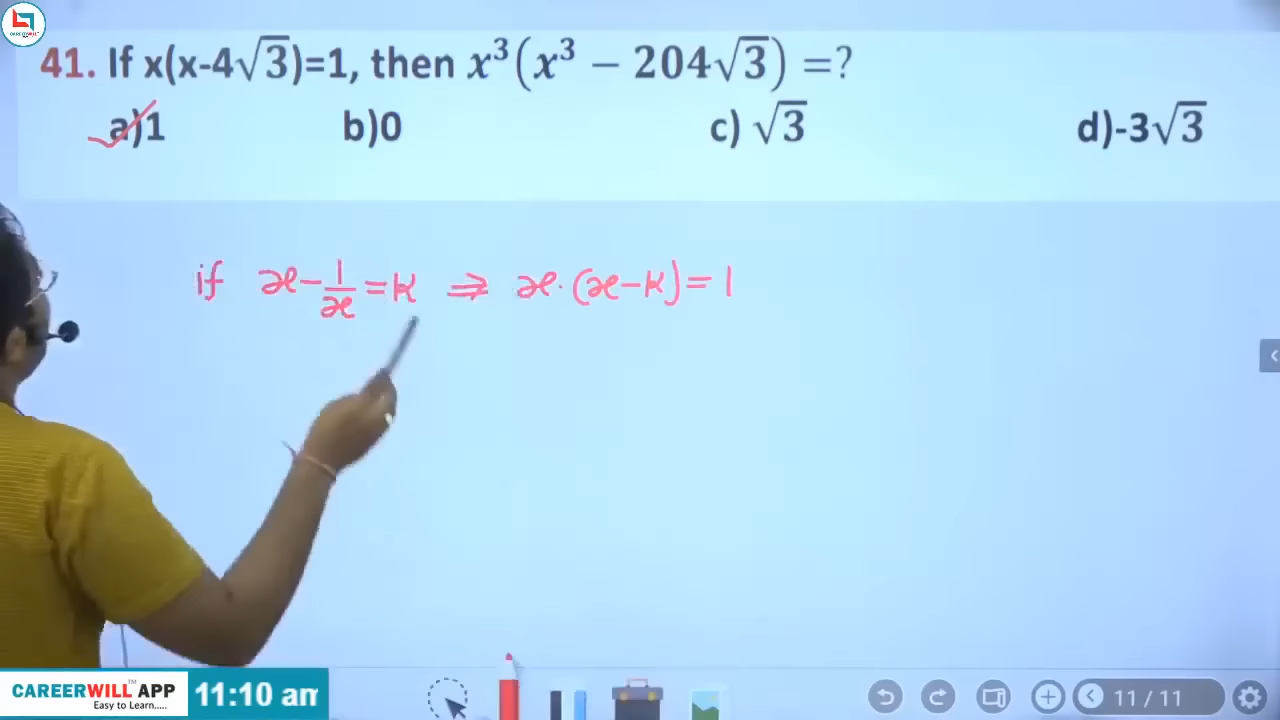 CAREERWILL
41. If x(x-4√3)=1, then x³(x³ − 204√3) =?
a)1 b)0 c) √3 d)-3√3
if x − 1/x = k ⇒ x·(x−k) = 1
CAREERWILL™ APP
Easy to Learn.....
11:10 am
11 / 11